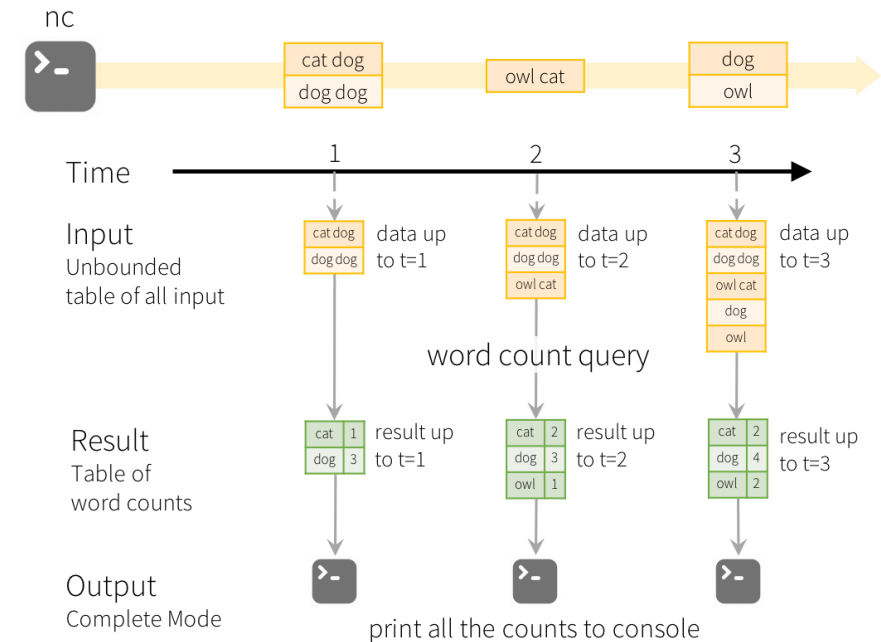 nc
cat dog
dog dog
owl cat
dog
owl
Time
1
2
3
Input
Unbounded
table of all input
cat dog
dog dog
data up
to t=1
cat dog
dog dog
owl cat
data up
to t=2
cat dog
dog dog
owl cat
dog
owl
data up
to t=3
word count query
Result
Table of
word counts
cat 1
dog 3
result up
to t=1
cat 2
dog 3
owl 1
result up
to t=2
cat 2
dog 4
owl 2
result up
to t=3
Output
Complete Mode
print all the counts to console